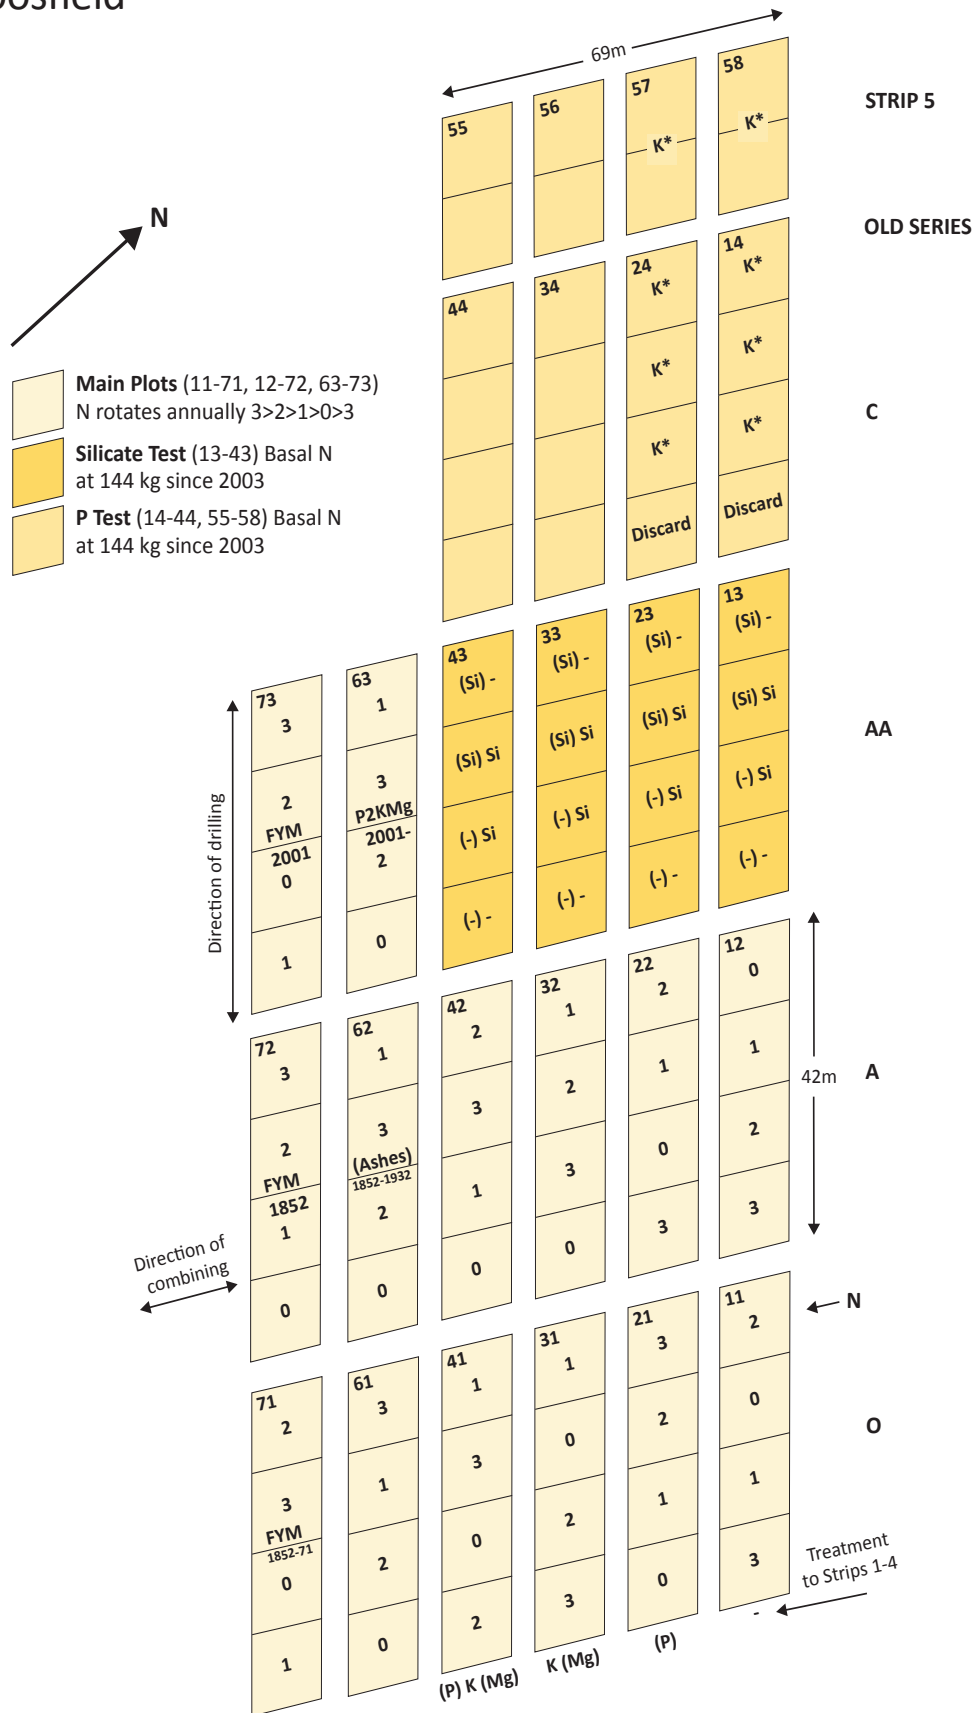 69m
STRIP 5
55
56
57
K*
58
K*
N
OLD SERIES
44
34
24
K*
K*
K*
Discard
14
K*
K*
K*
Discard
C
Main Plots (11-71, 12-72, 63-73)
N rotates annually 3>2>1>0>3
Silicate Test (13-43) Basal N
at 144 kg since 2003
P Test (14-44, 55-58) Basal N
at 144 kg since 2003
Direction of drilling
73
3
2
FYM
2001
0
1
63
1
3
P2KMg
2001-
2
0
43
(Si) -
(Si) Si
(-) Si
(-) -
33
(Si) -
(Si) Si
(-) Si
(-) -
23
(Si) -
(Si) Si
(-) Si
(-) -
13
(Si) -
(Si) Si
(-) Si
(-) -
AA
72
3
2
FYM
1852
1
0
62
1
3
(Ashes)
1852-1932
2
0
42
2
3
1
0
32
1
2
3
0
22
2
1
0
3
12
0
1
2
3
42m
A
Direction of
combining
71
2
3
FYM
1852-71
0
1
61
3
1
2
0
41
1
3
0
2
31
1
0
2
3
21
3
2
1
0
11
2
0
1
3
N
O
Treatment
to Strips 1-4
(P) K (Mg)
K (Mg)
(P)
-